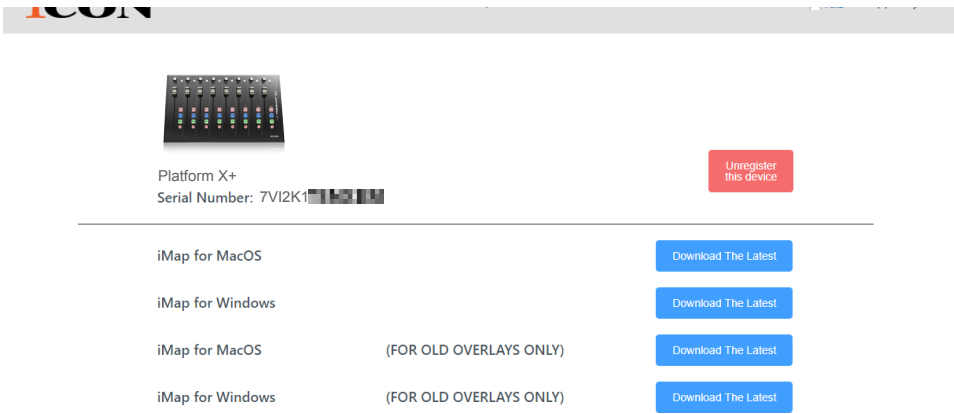 iCON
Platform X+
Unregister
this device
Serial Number: 7VI2K1
iMap for MacOS Download The Latest
iMap for Windows Download The Latest
iMap for MacOS (FOR OLD OVERLAYS ONLY) Download The Latest
iMap for Windows (FOR OLD OVERLAYS ONLY) Download The Latest